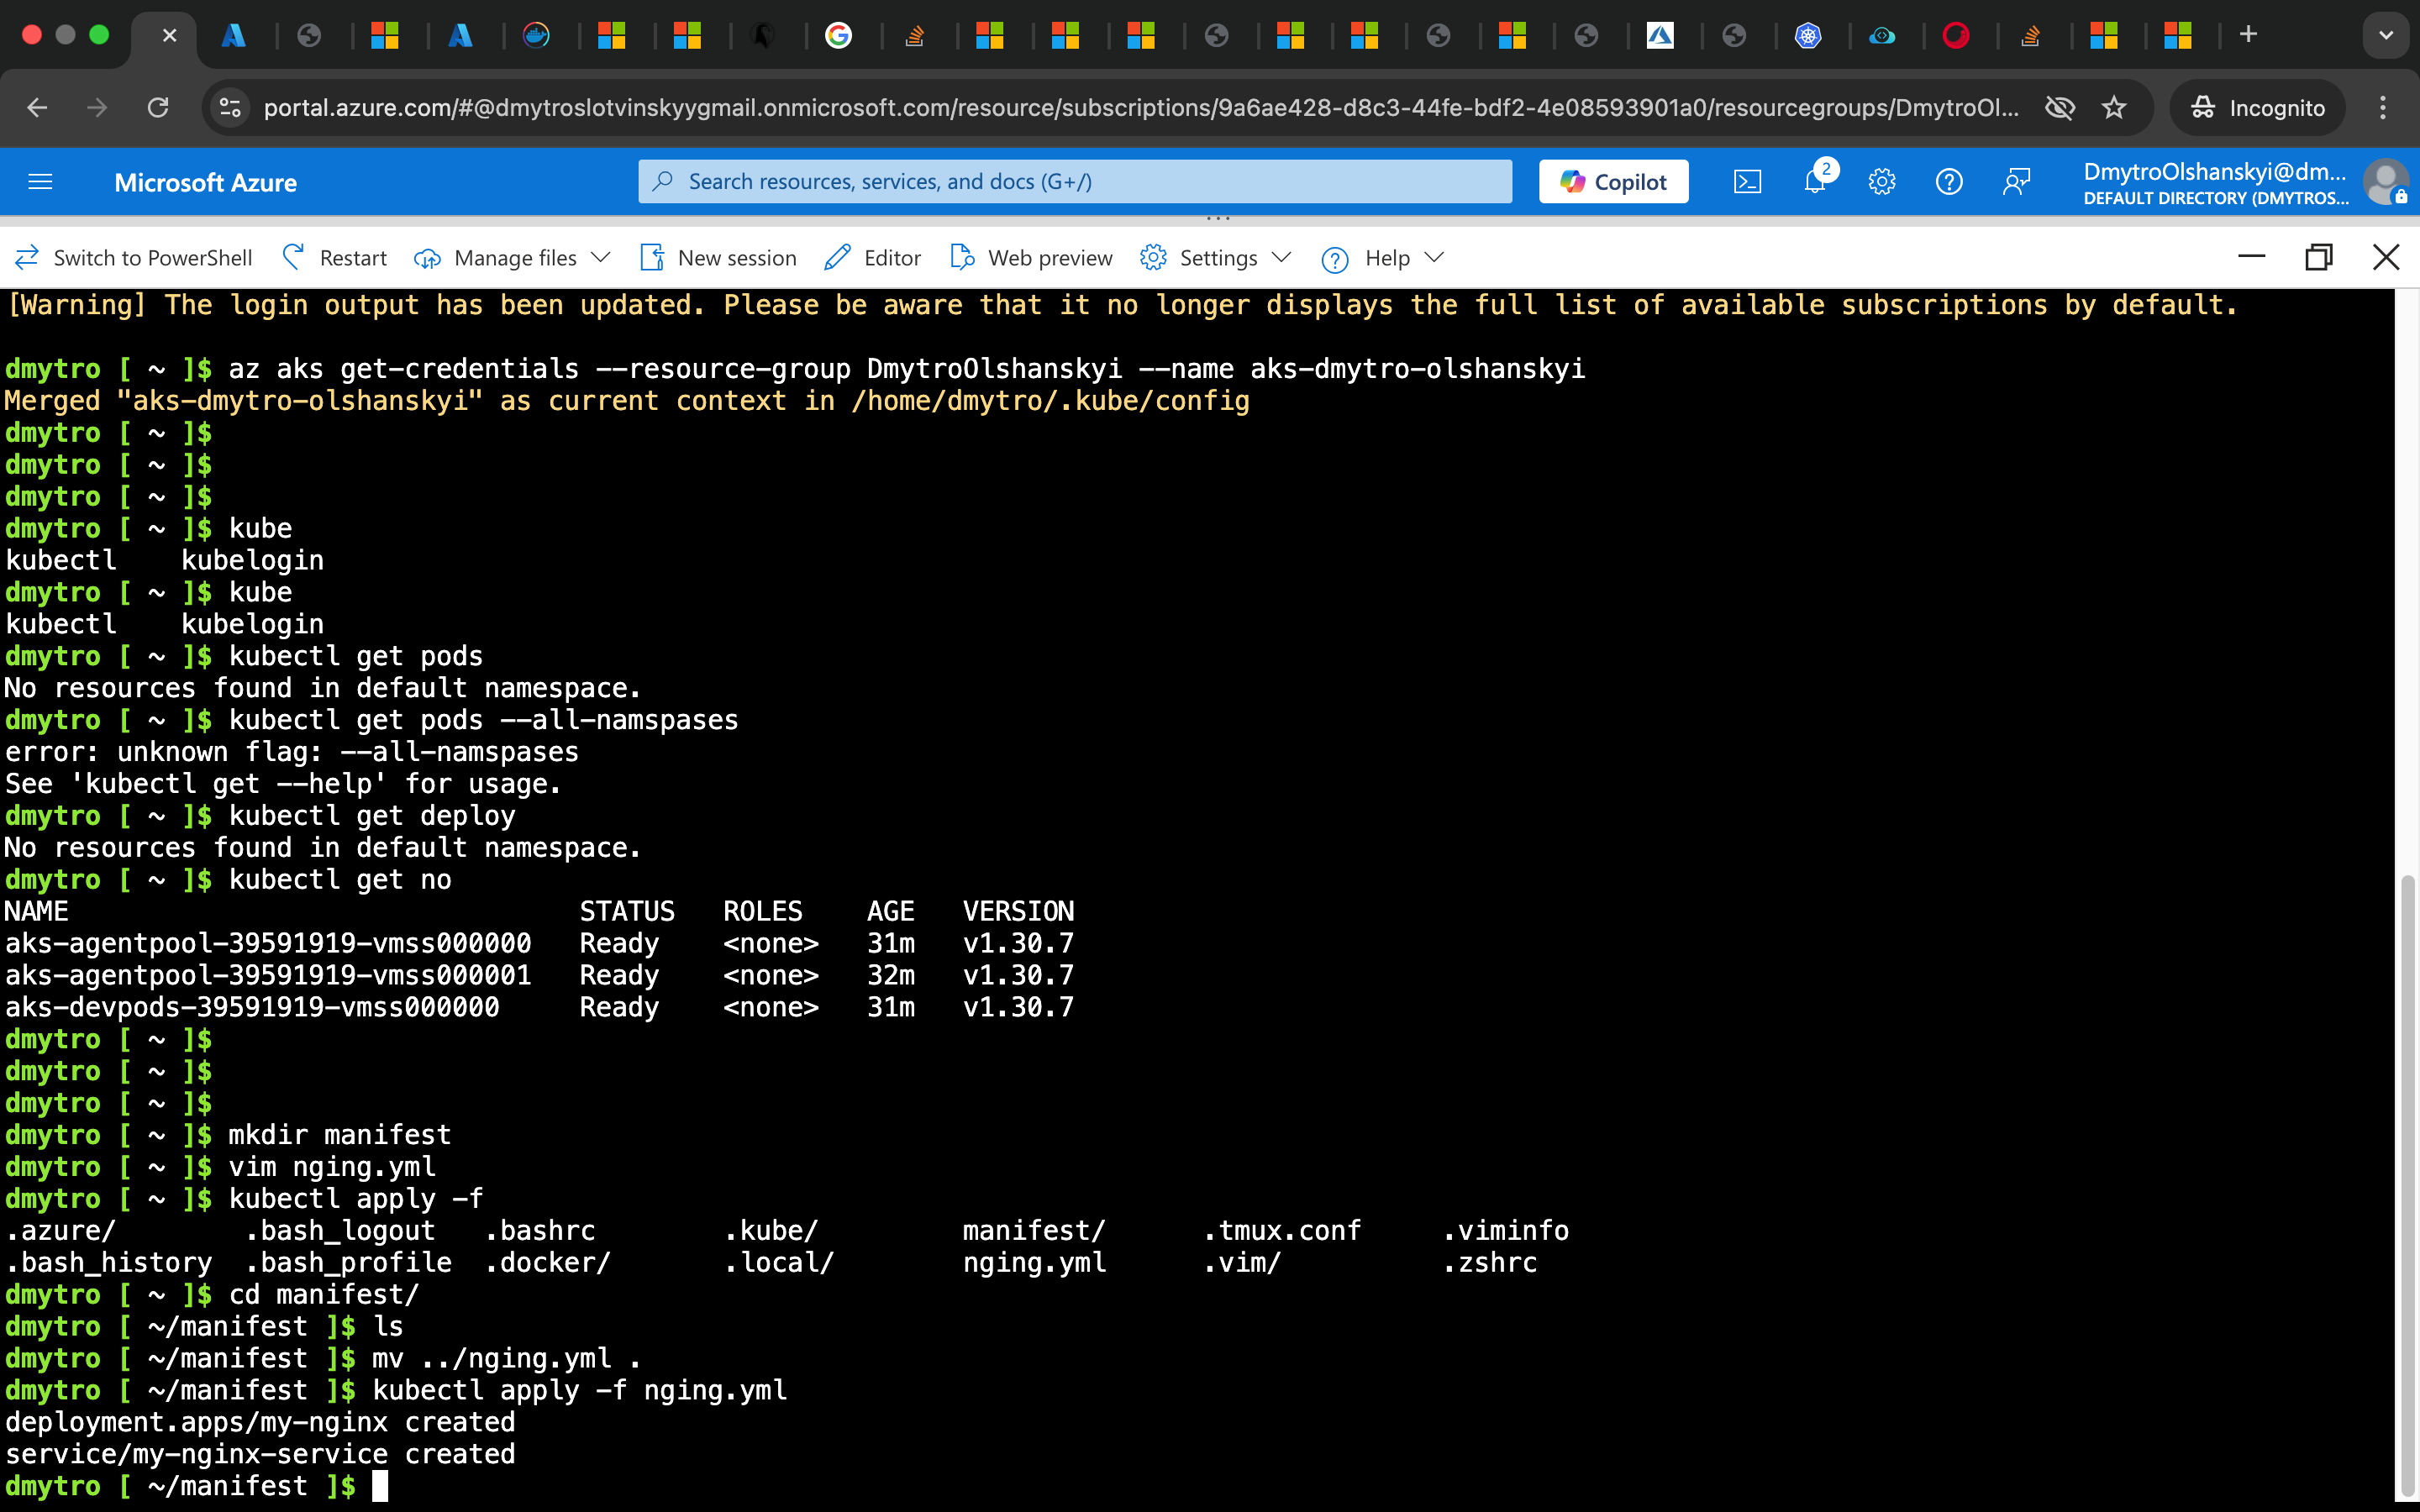 portal.azure.com/#@dmytroslotvinskyygmail.onmicrosoft.com/resource/subscriptions/9a6ae428-d8c3-44fe-bdf2-4e08593901a0/resourcegroups/DmytroOl...
Incognito
Microsoft Azure
Search resources, services, and docs (G+/)
Copilot
2
DmytroOlshanskyi@dm...
DEFAULT DIRECTORY (DMYTROS...
Switch to PowerShell
Restart
Manage files
New session
Editor
Web preview
Settings
Help
[Warning] The login output has been updated. Please be aware that it no longer displays the full list of available subscriptions by default.
dmytro [ ~ ]$ az aks get-credentials --resource-group DmytroOlshanskyi --name aks-dmytro-olshanskyi
Merged "aks-dmytro-olshanskyi" as current context in /home/dmytro/.kube/config
dmytro [ ~ ]$
dmytro [ ~ ]$
dmytro [ ~ ]$
dmytro [ ~ ]$ kube
kubectl    kubelogin
dmytro [ ~ ]$ kube
kubectl    kubelogin
dmytro [ ~ ]$ kubectl get pods
No resources found in default namespace.
dmytro [ ~ ]$ kubectl get pods --all-namspases
error: unknown flag: --all-namspases
See 'kubectl get --help' for usage.
dmytro [ ~ ]$ kubectl get deploy
No resources found in default namespace.
dmytro [ ~ ]$ kubectl get no
NAME                                STATUS   ROLES    AGE   VERSION
aks-agentpool-39591919-vmss000000   Ready    <none>   31m   v1.30.7
aks-agentpool-39591919-vmss000001   Ready    <none>   32m   v1.30.7
aks-devpods-39591919-vmss000000     Ready    <none>   31m   v1.30.7
dmytro [ ~ ]$
dmytro [ ~ ]$
dmytro [ ~ ]$
dmytro [ ~ ]$ mkdir manifest
dmytro [ ~ ]$ vim nging.yml
dmytro [ ~ ]$ kubectl apply -f
.azure/        .bash_logout   .bashrc        .kube/         manifest/      .tmux.conf     .viminfo
.bash_history  .bash_profile  .docker/       .local/        nging.yml      .vim/          .zshrc
dmytro [ ~ ]$ cd manifest/
dmytro [ ~/manifest ]$ ls
dmytro [ ~/manifest ]$ mv ../nging.yml .
dmytro [ ~/manifest ]$ kubectl apply -f nging.yml
deployment.apps/my-nginx created
service/my-nginx-service created
dmytro [ ~/manifest ]$